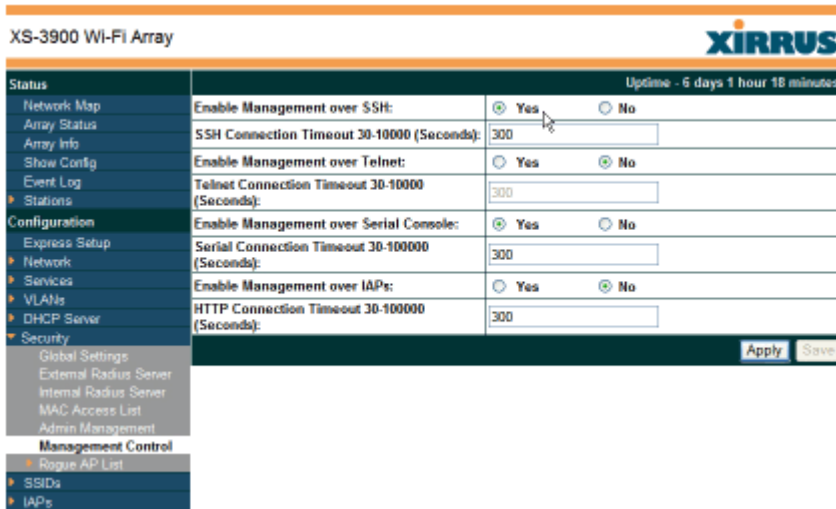 XS-3900 Wi-Fi Array
XIRRUS
Status
Uptime - 6 days 1 hour 18 minutes
Network Map
Array Status
Array Info
Show Config
Event Log
Stations
Configuration
Express Setup
Network
Services
VLANs
DHCP Server
Security
Global Settings
External Radius Server
Internal Radius Server
MAC Access List
Admin Management
Management Control
Rogue AP List
SSIDs
IAPs
Enable Management over SSH: Yes No
SSH Connection Timeout 30-10000 (Seconds): 300
Enable Management over Telnet: Yes No
Telnet Connection Timeout 30-10000
(Seconds): 300
Enable Management over Serial Console: Yes No
Serial Connection Timeout 30-100000
(Seconds): 300
Enable Management over IAPs: Yes No
HTTP Connection Timeout 30-100000
(Seconds): 300
Apply Save